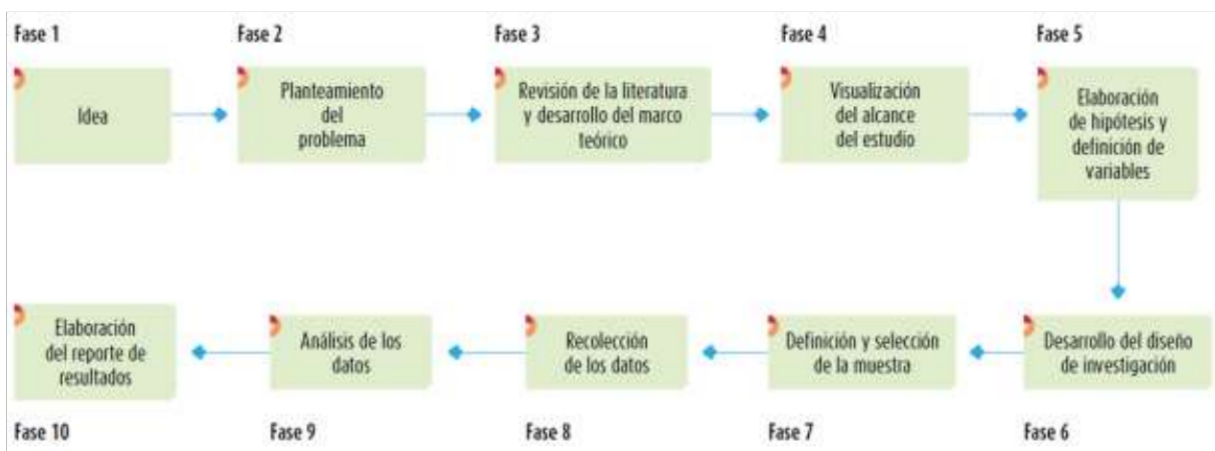 Fase 1
Idea
Fase 2
Planteamiento
del
problema
Fase 3
Revisión de la literatura
y desarrollo del marco
teórico
Fase 4
Visualización
del alcance
del estudio
Fase 5
Elaboración
de hipótesis y
definición de
variables
Desarrollo del diseño
de investigación
Fase 6
Definición y selección
de la muestra
Fase 7
Recolección
de los datos
Fase 8
Análisis de los
datos
Fase 9
Elaboración
del reporte de
resultados
Fase 10